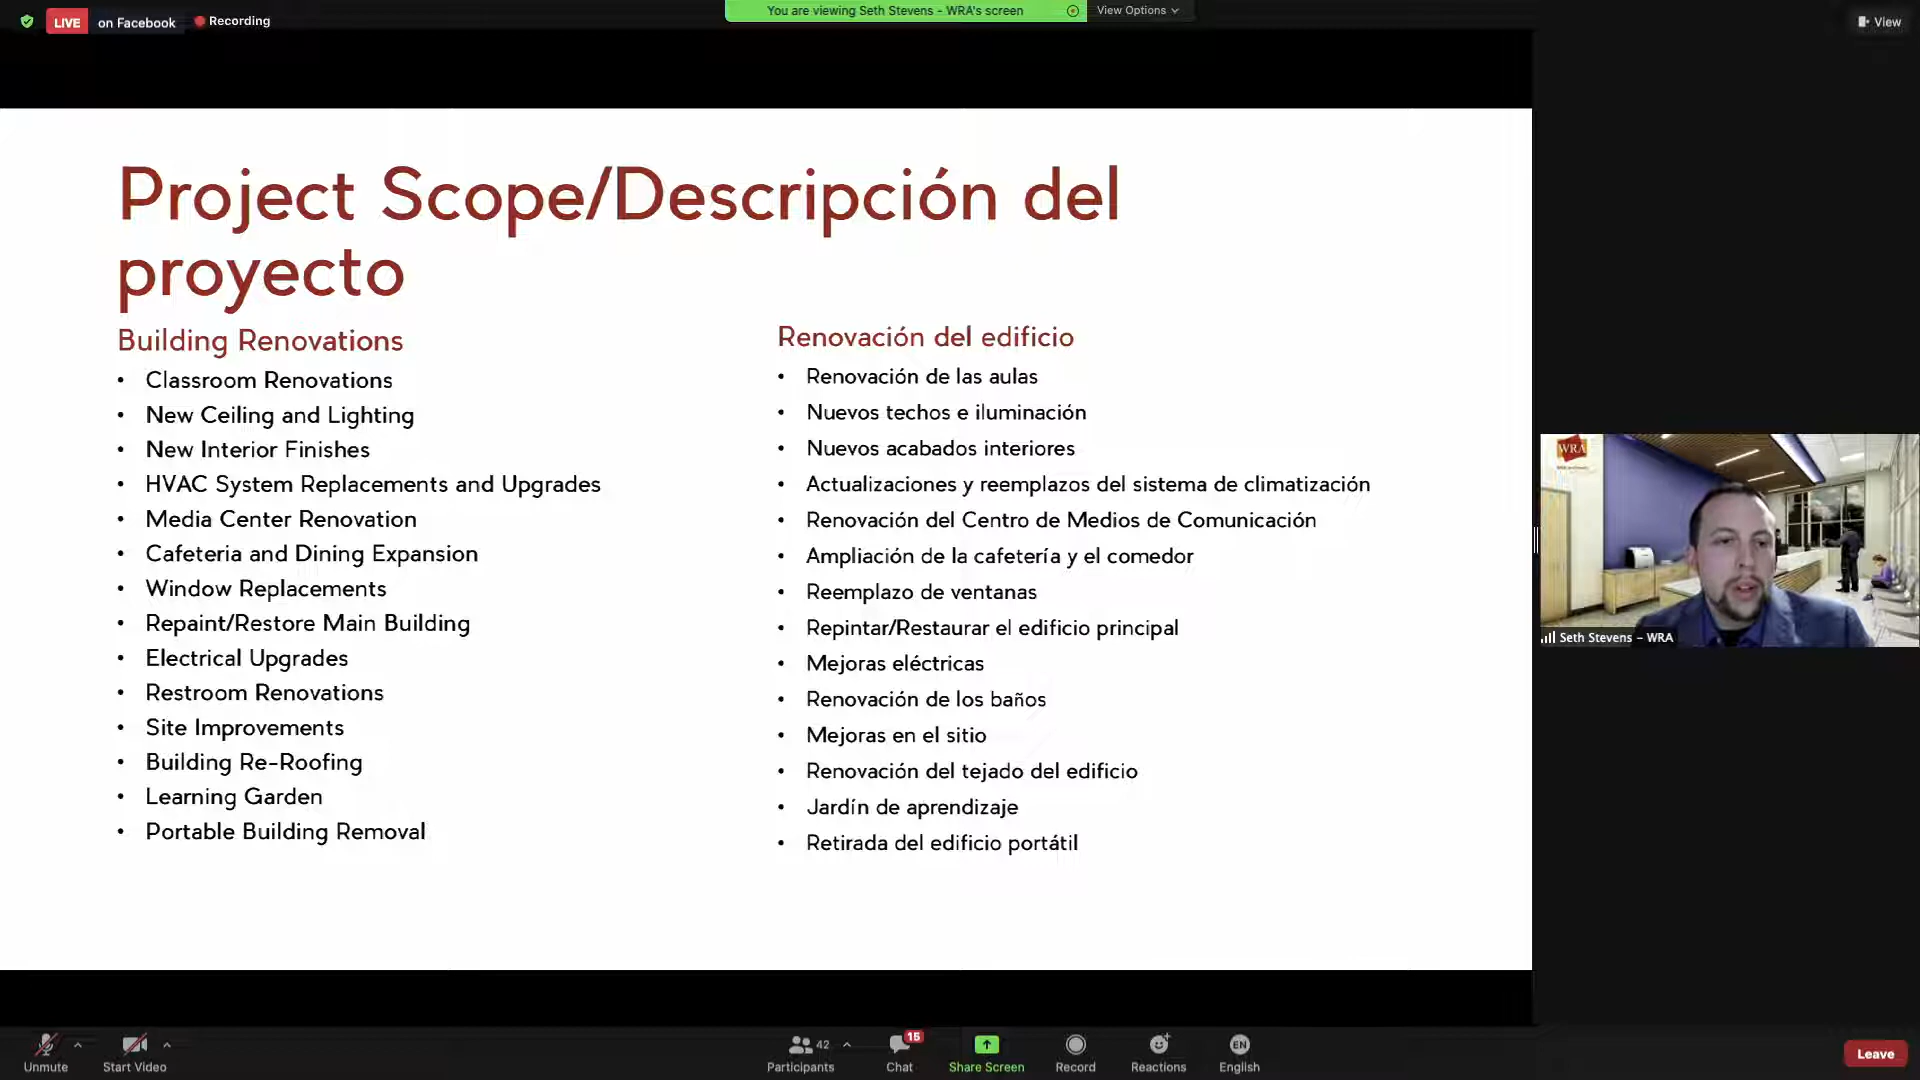 LIVE on Facebook
Recording
You are viewing Seth Stevens - WRA's screen
View Options
View
Project Scope/Descripción del
proyecto
Building Renovations
• Classroom Renovations
• New Ceiling and Lighting
• New Interior Finishes
• HVAC System Replacements and Upgrades
• Media Center Renovation
• Cafeteria and Dining Expansion
• Window Replacements
• Repaint/Restore Main Building
• Electrical Upgrades
• Restroom Renovations
• Site Improvements
• Building Re-Roofing
• Learning Garden
• Portable Building Removal
Renovación del edificio
• Renovación de las aulas
• Nuevos techos e iluminación
• Nuevos acabados interiores
• Actualizaciones y reemplazos del sistema de climatización
• Renovación del Centro de Medios de Comunicación
• Ampliación de la cafetería y el comedor
• Reemplazo de ventanas
• Repintar/Restaurar el edificio principal
• Mejoras eléctricas
• Renovación de los baños
• Mejoras en el sitio
• Renovación del tejado del edificio
• Jardín de aprendizaje
• Retirada del edificio portátil
WRA
Seth Stevens - WRA
Unmute
Start Video
42
Participants
15
Chat
Share Screen
Record
Reactions
EN
English
Leave